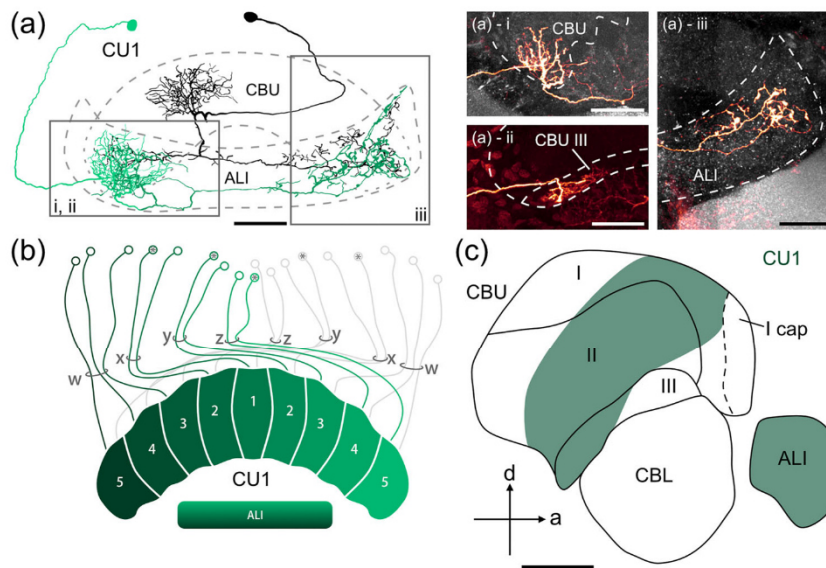 (a)
CU1
CBU
ALI
i, ii
iii
(a) - i
CBU
(a) - ii
CBU III
(a) - iii
ALI
(b)
w
x
y
z
z
y
x
w
5
4
3
2
1
2
3
4
5
CU1
ALI
(c)
CU1
CBU
I
I cap
II
III
CBL
ALI
d
a